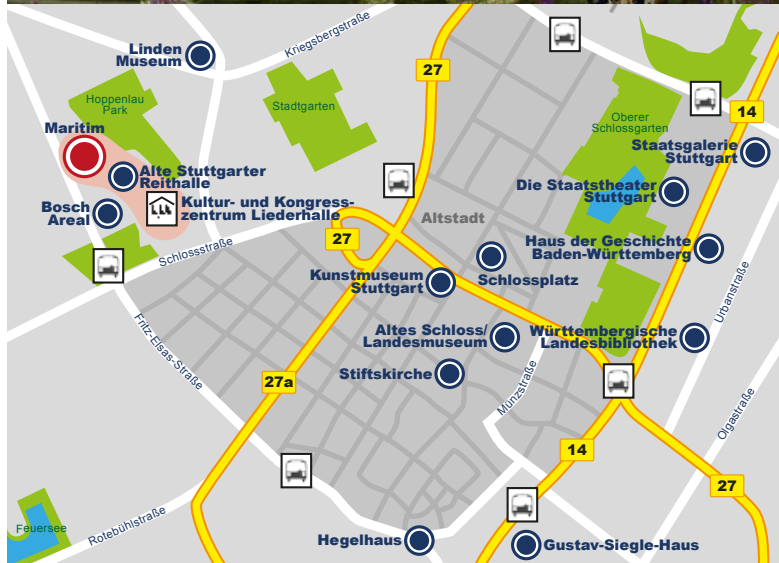 Linden
Museum
Kriegsbergstraße
27
Hoppenlau
Park
Stadtgarten
Oberer
Schlossgarten
14
Maritim
Staatsgalerie
Stuttgart
Alte Stuttgarter
Reithalle
Die Staatstheater
Stuttgart
Bosch
Areal
Kultur- und Kongress-
zentrum Liederhalle
Altstadt
27
Schlossstraße
Haus der Geschichte
Baden-Württemberg
Kunstmuseum
Stuttgart
Schlossplatz
Urbanstraße
Fritz-Elsas-Straße
Altes Schloss/
Landesmuseum
Württembergische
Landesbibliothek
27a
Stiftskirche
Münzstraße
Olgastraße
14
27
Feuersee
Rotebühlstraße
Hegelhaus
Gustav-Siegle-Haus